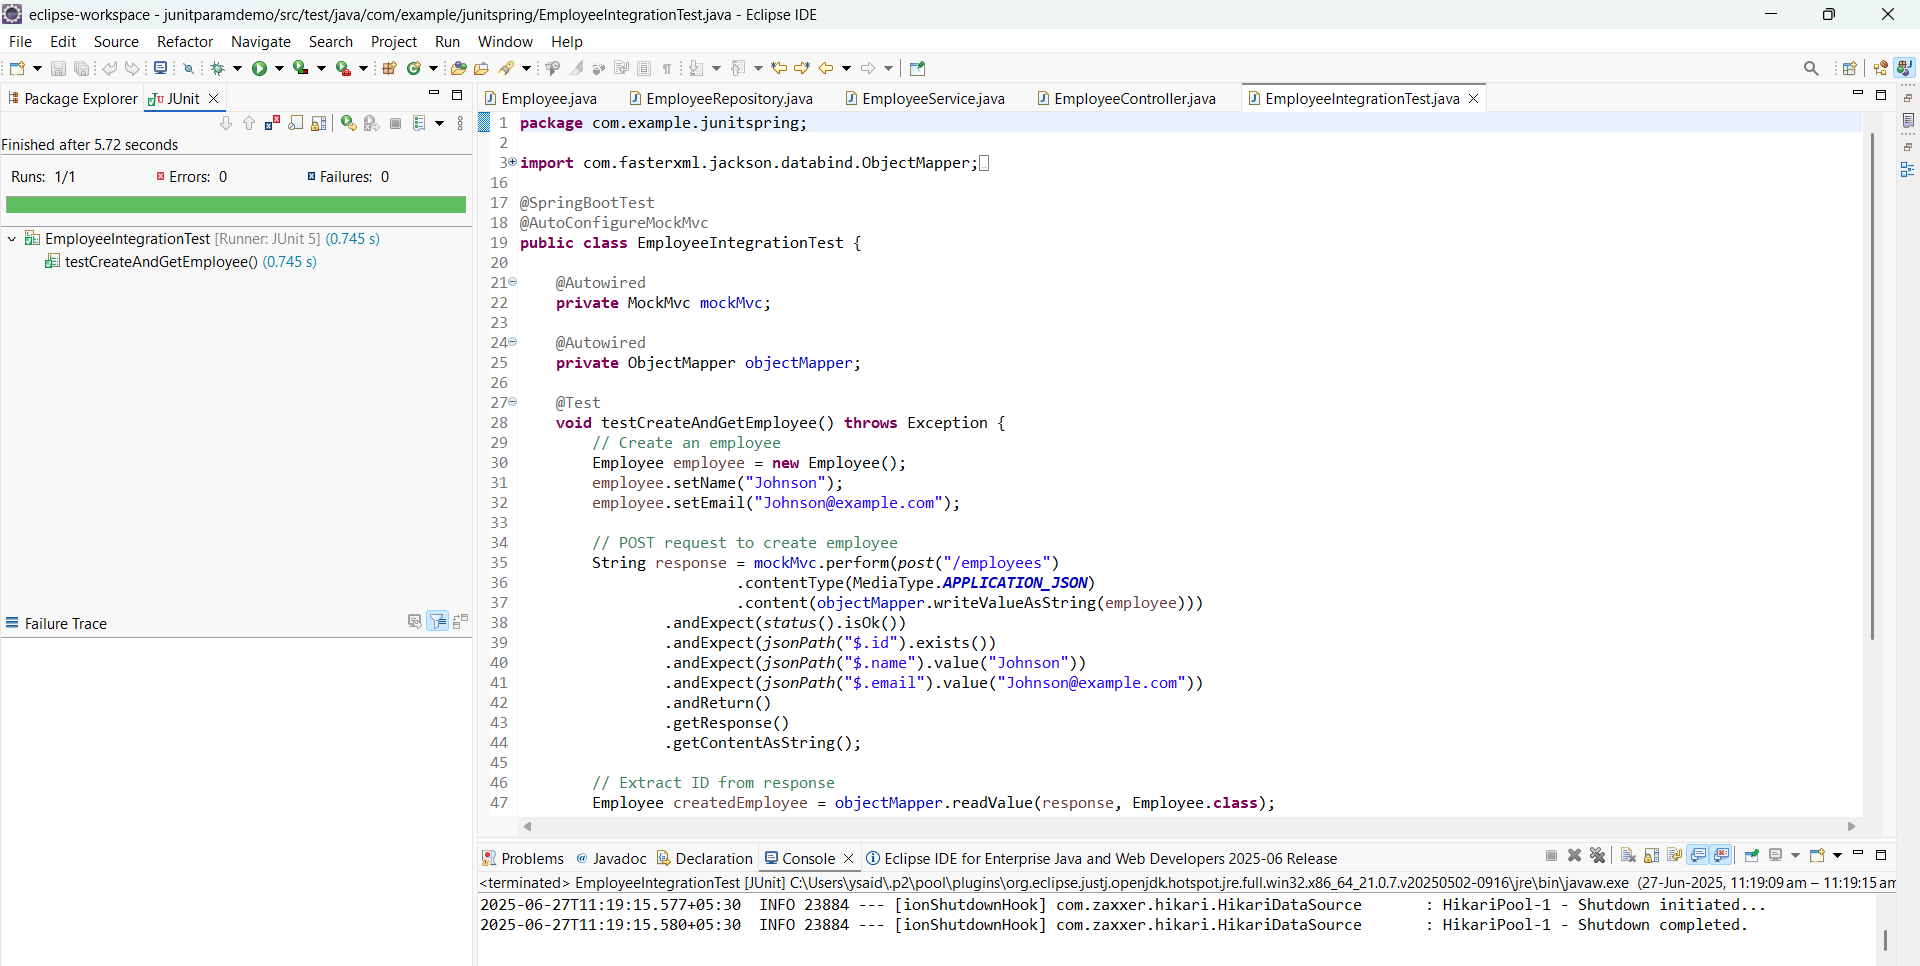 eclipse-workspace - junitparamdemo/src/test/java/com/example/junitspring/EmployeeIntegrationTest.java - Eclipse IDE
File Edit Source Refactor Navigate Search Project Run Window Help
Package Explorer
JUnit
Finished after 5.72 seconds
Runs: 1/1 Errors: 0 Failures: 0
EmployeeIntegrationTest [Runner: JUnit 5] (0.745 s)
testCreateAndGetEmployee() (0.745 s)
Failure Trace
Employee.java EmployeeRepository.java EmployeeService.java EmployeeController.java EmployeeIntegrationTest.java
1 package com.example.junitspring;
2
3 import com.fasterxml.jackson.databind.ObjectMapper;
16
17 @SpringBootTest
18 @AutoConfigureMockMvc
19 public class EmployeeIntegrationTest {
20
21 @Autowired
22 private MockMvc mockMvc;
23
24 @Autowired
25 private ObjectMapper objectMapper;
26
27 @Test
28 void testCreateAndGetEmployee() throws Exception {
29 // Create an employee
30 Employee employee = new Employee();
31 employee.setName("Johnson");
32 employee.setEmail("Johnson@example.com");
33
34 // POST request to create employee
35 String response = mockMvc.perform(post("/employees")
36 .contentType(MediaType.APPLICATION_JSON)
37 .content(objectMapper.writeValueAsString(employee)))
38 .andExpect(status().isOk())
39 .andExpect(jsonPath("$.id").exists())
40 .andExpect(jsonPath("$.name").value("Johnson"))
41 .andExpect(jsonPath("$.email").value("Johnson@example.com"))
42 .andReturn()
43 .getResponse()
44 .getContentAsString();
45
46 // Extract ID from response
47 Employee createdEmployee = objectMapper.readValue(response, Employee.class);
Problems Javadoc Declaration Console Eclipse IDE for Enterprise Java and Web Developers 2025-06 Release
<terminated> EmployeeIntegrationTest [JUnit] C:\Users\ysaid\.p2\pool\plugins\org.eclipse.justj.openjdk.hotspot.jre.full.win32.x86_64_21.0.7.v20250502-0916\jre\bin\javaw.exe (27-Jun-2025, 11:19:09 am – 11:19:15 am
2025-06-27T11:19:15.577+05:30 INFO 23884 --- [ionShutdownHook] com.zaxxer.hikari.HikariDataSource : HikariPool-1 - Shutdown initiated...
2025-06-27T11:19:15.580+05:30 INFO 23884 --- [ionShutdownHook] com.zaxxer.hikari.HikariDataSource : HikariPool-1 - Shutdown completed.